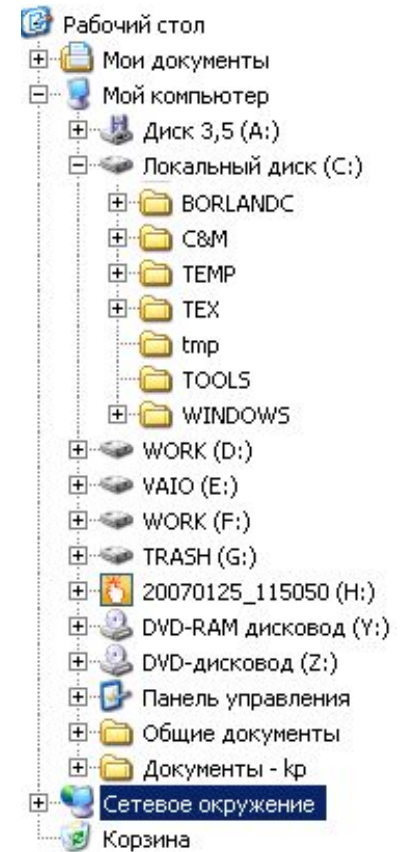 Рабочий стол
Мои документы
Мой компьютер
Диск 3,5 (A:)
Локальный диск (C:)
BORLANDC
C&M
TEMP
TEX
tmp
TOOLS
WINDOWS
WORK (D:)
VAIO (E:)
WORK (F:)
TRASH (G:)
20070125_115050 (H:)
DVD-RAM дисковод (Y:)
DVD-дисковод (Z:)
Панель управления
Общие документы
Документы - kp
Сетевое окружение
Корзина